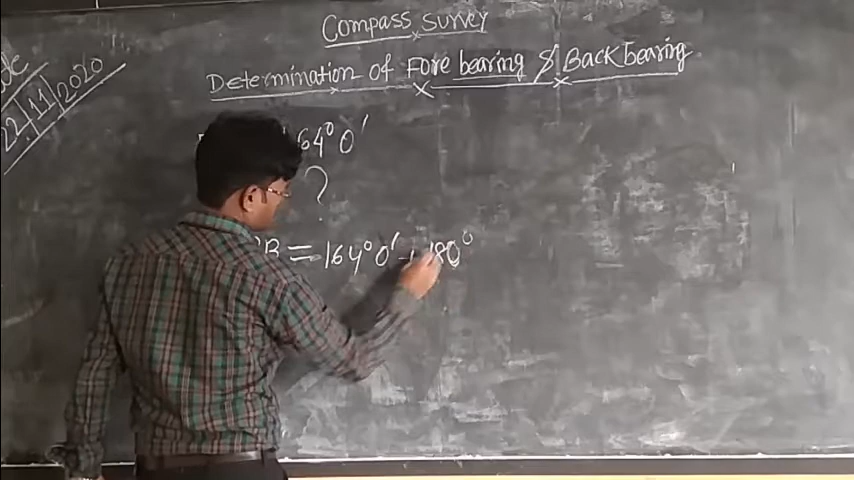 Compass survey
Determination of Fore bearing & Back bearing
22/11/2020
64° 0'
?
B = 164° 0' + 180°